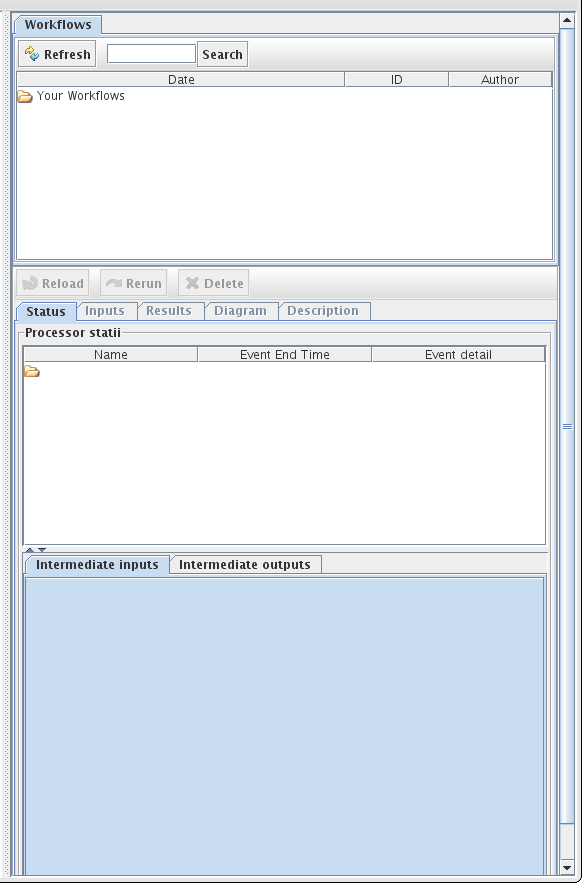 Workflows
Refresh Search
Date ID Author
Your Workflows
Reload Rerun Delete
Status Inputs Results Diagram Description
Processor statii
Name Event End Time Event detail
Intermediate inputs Intermediate outputs